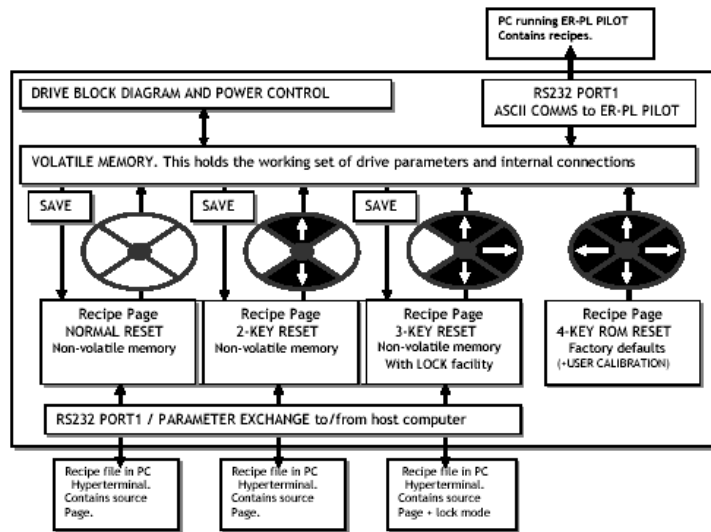 PC running ER-PL PILOT
Contains recipes.
DRIVE BLOCK DIAGRAM AND POWER CONTROL
RS232 PORT1
ASCII COMMS to ER-PL PILOT
VOLATILE MEMORY. This holds the working set of drive parameters and internal connections
SAVE
SAVE
SAVE
Recipe Page
NORMAL RESET
Non-volatile memory
Recipe Page
2-KEY RESET
Non-volatile memory
Recipe Page
3-KEY RESET
Non-volatile memory
With LOCK facility
Recipe Page
4-KEY ROM RESET
Factory defaults
(+USER CALIBRATION)
RS232 PORT1 / PARAMETER EXCHANGE to/from host computer
Recipe file in PC
Hyperterminal.
Contains source
Page.
Recipe file in PC
Hyperterminal.
Contains source
Page.
Recipe file in PC
Hyperterminal.
Contains source
Page + lock mode